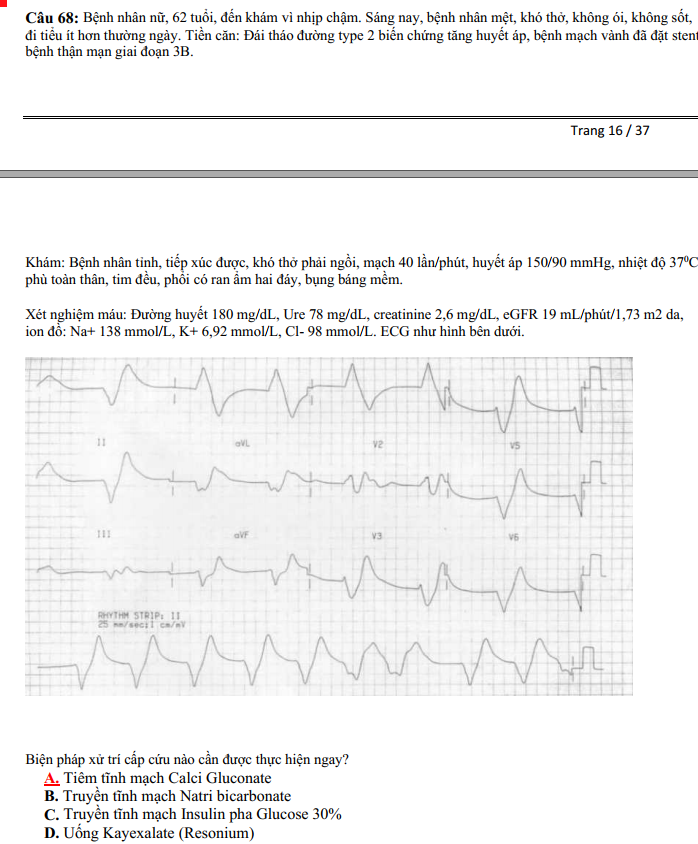 Câu 68: Bệnh nhân nữ, 62 tuổi, đến khám vì nhịp chậm. Sáng nay, bệnh nhân mệt, khó thở, không ói, không sốt,
đi tiểu ít hơn thường ngày. Tiền căn: Đái tháo đường type 2 biến chứng tăng huyết áp, bệnh mạch vành đã đặt stent
bệnh thận mạn giai đoạn 3B.
Trang 16 / 37
Khám: Bệnh nhân tỉnh, tiếp xúc được, khó thở phải ngồi, mạch 40 lần/phút, huyết áp 150/90 mmHg, nhiệt độ 37⁰C
phù toàn thân, tim đều, phổi có ran ẩm hai đáy, bụng báng mềm.
Xét nghiệm máu: Đường huyết 180 mg/dL, Ure 78 mg/dL, creatinine 2,6 mg/dL, eGFR 19 mL/phút/1,73 m2 da,
ion đồ: Na+ 138 mmol/L, K+ 6,92 mmol/L, Cl- 98 mmol/L. ECG như hình bên dưới.
II aVL V2 V5
III aVF V3 V6
RHYTHM STRIP: II
25 mm/sec;1 cm/mV
Biện pháp xử trí cấp cứu nào cần được thực hiện ngay?
A. Tiêm tĩnh mạch Calci Gluconate
B. Truyền tĩnh mạch Natri bicarbonate
C. Truyền tĩnh mạch Insulin pha Glucose 30%
D. Uống Kayexalate (Resonium)